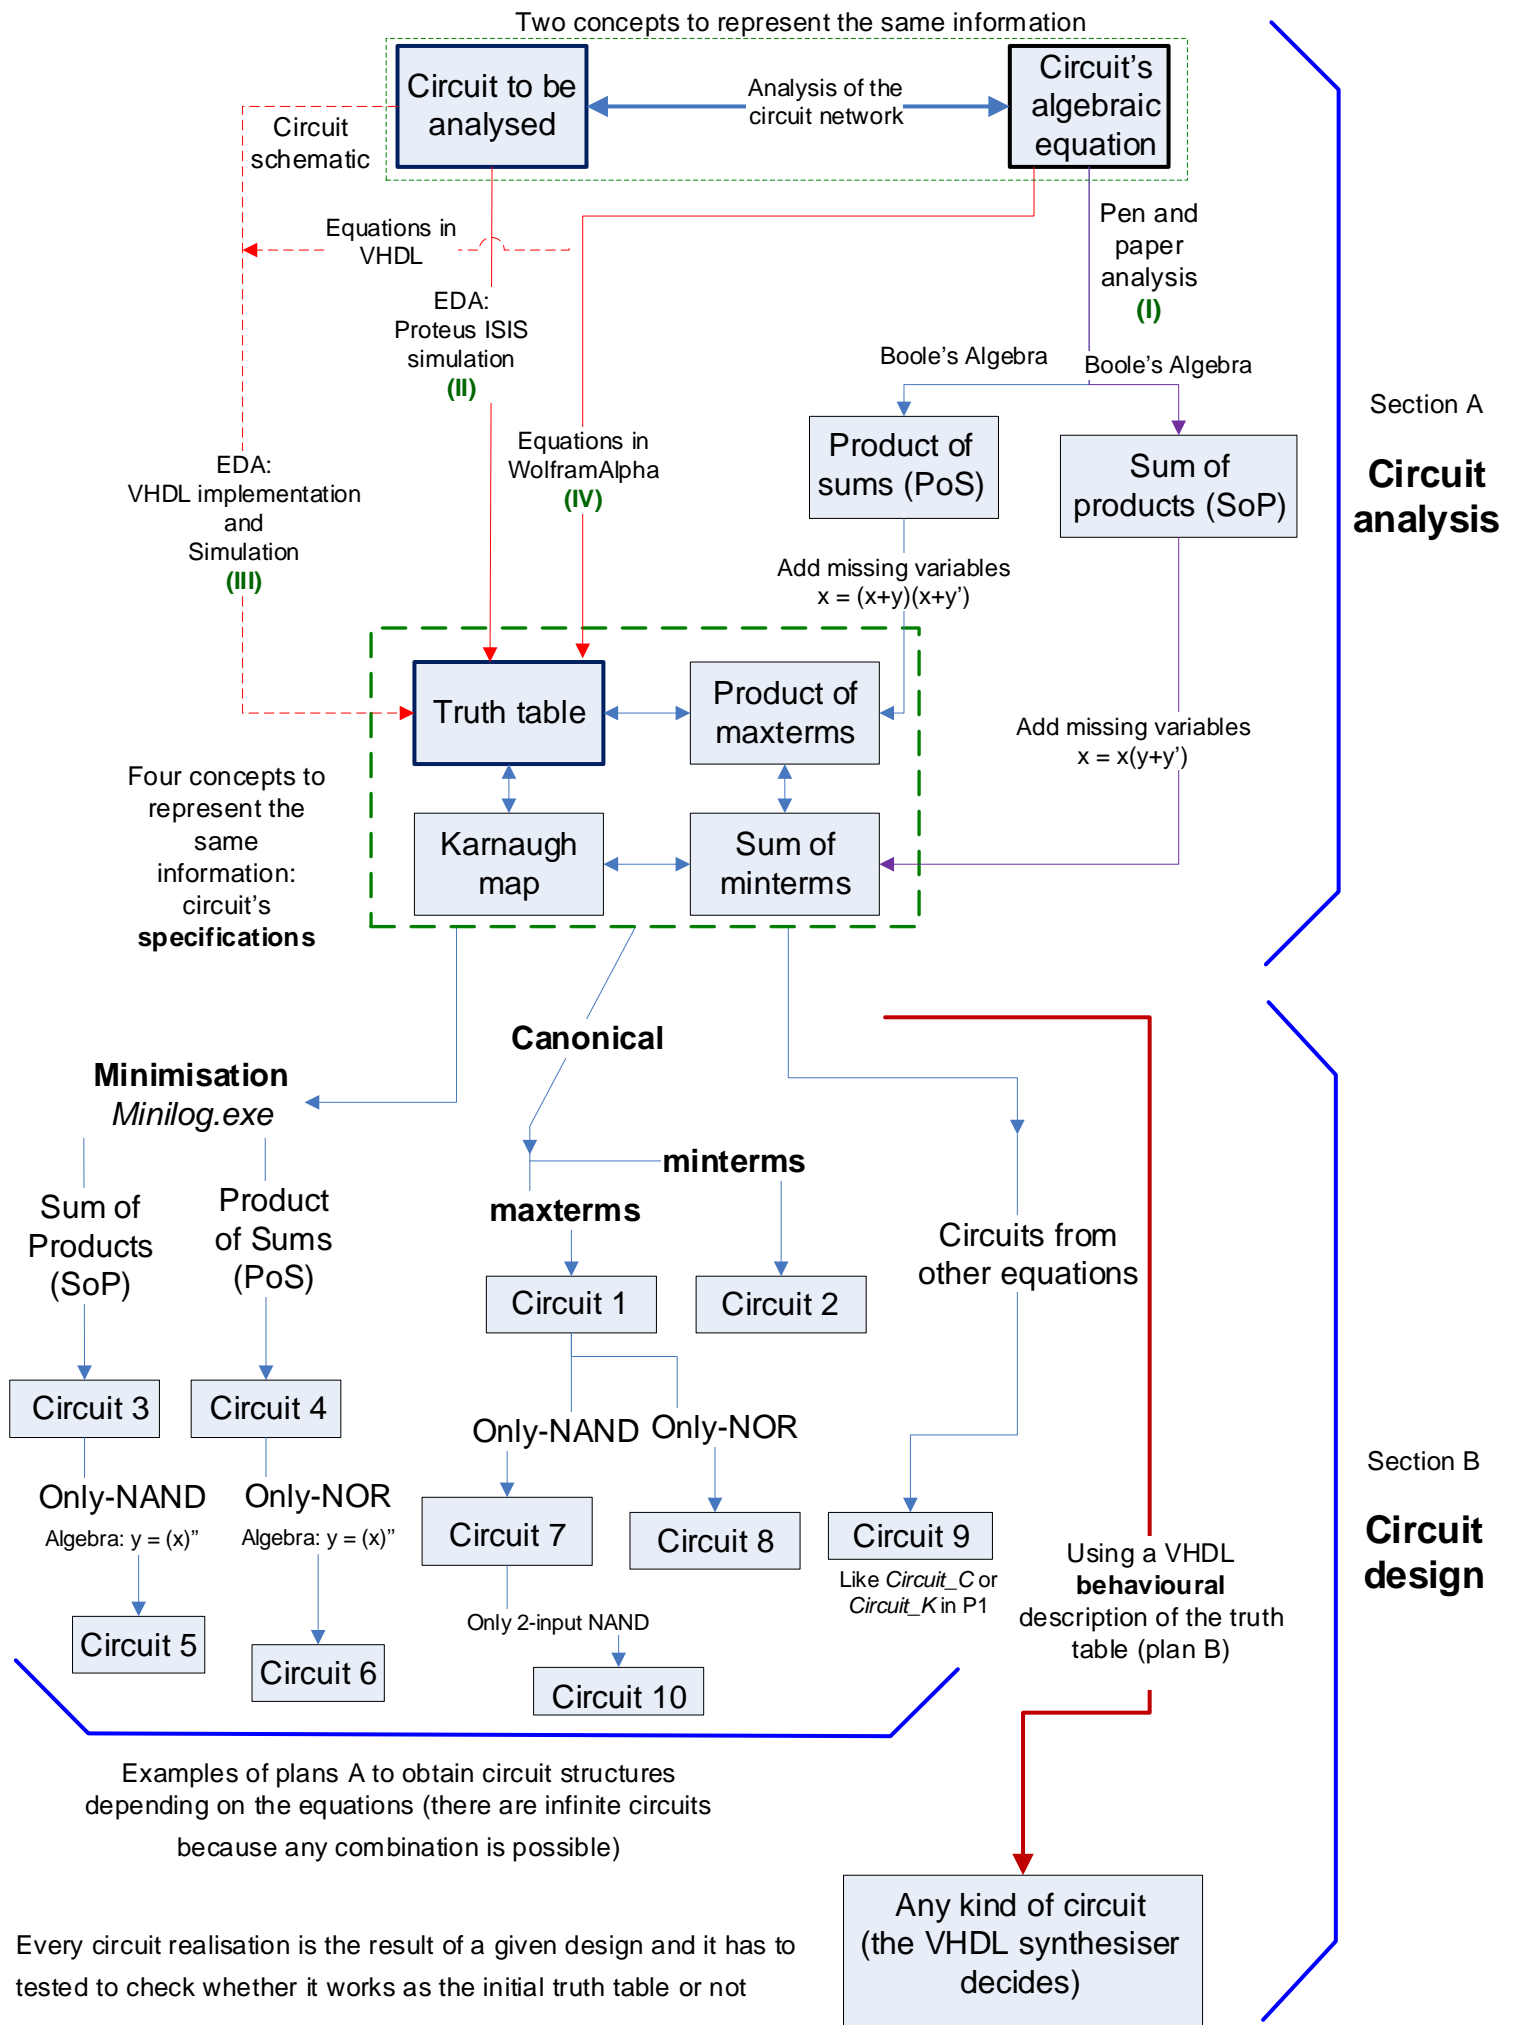 Two concepts to represent the same information
Circuit to be
analysed
Analysis of the
circuit network
Circuit's
algebraic
equation
Circuit
schematic
Equations in
VHDL
Pen and
paper
analysis
(I)
EDA:
Proteus ISIS
simulation
(II)
Boole's Algebra
Boole's Algebra
Section A
Circuit
analysis
Equations in
WolframAlpha
(IV)
Product of
sums (PoS)
Sum of
products (SoP)
EDA:
VHDL implementation
and
Simulation
(III)
Add missing variables
x = (x+y)(x+y')
Truth table
Product of
maxterms
Add missing variables
x = x(y+y')
Four concepts to
represent the
same
information:
circuit's
specifications
Karnaugh
map
Sum of
minterms
Canonical
Minimisation
Minilog.exe
minterms
maxterms
Sum of
Products
(SoP)
Product
of Sums
(PoS)
Circuits from
other equations
Circuit 1
Circuit 2
Circuit 3
Circuit 4
Only-NAND
Only-NOR
Only-NAND
Algebra: y = (x)”
Only-NOR
Algebra: y = (x)”
Circuit 7
Circuit 8
Circuit 9
Like Circuit_C or
Circuit_K in P1
Using a VHDL
behavioural
description of the truth
table (plan B)
Section B
Circuit
design
Only 2-input NAND
Circuit 5
Circuit 6
Circuit 10
Examples of plans A to obtain circuit structures
depending on the equations (there are infinite circuits
because any combination is possible)
Any kind of circuit
(the VHDL synthesiser
decides)
Every circuit realisation is the result of a given design and it has to
tested to check whether it works as the initial truth table or not